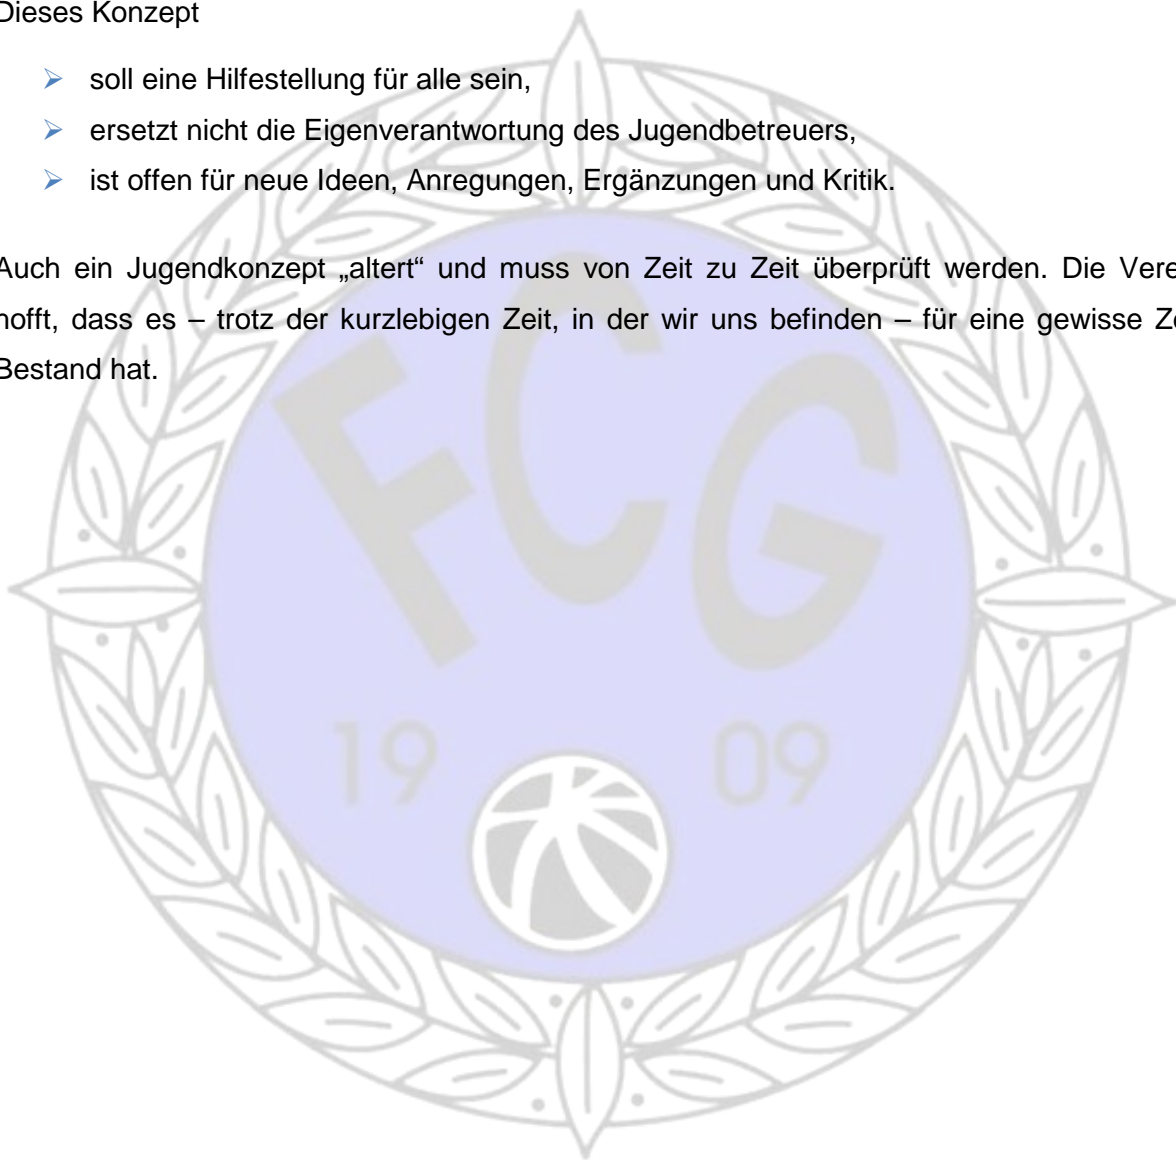 Dieses Konzept
➢ soll eine Hilfestellung für alle sein,
➢ ersetzt nicht die Eigenverantwortung des Jugendbetreuers,
➢ ist offen für neue Ideen, Anregungen, Ergänzungen und Kritik.
Auch ein Jugendkonzept „altert“ und muss von Zeit zu Zeit überprüft werden. Die Vere
hofft, dass es – trotz der kurzlebigen Zeit, in der wir uns befinden – für eine gewisse Ze
Bestand hat.
FCG
19 09